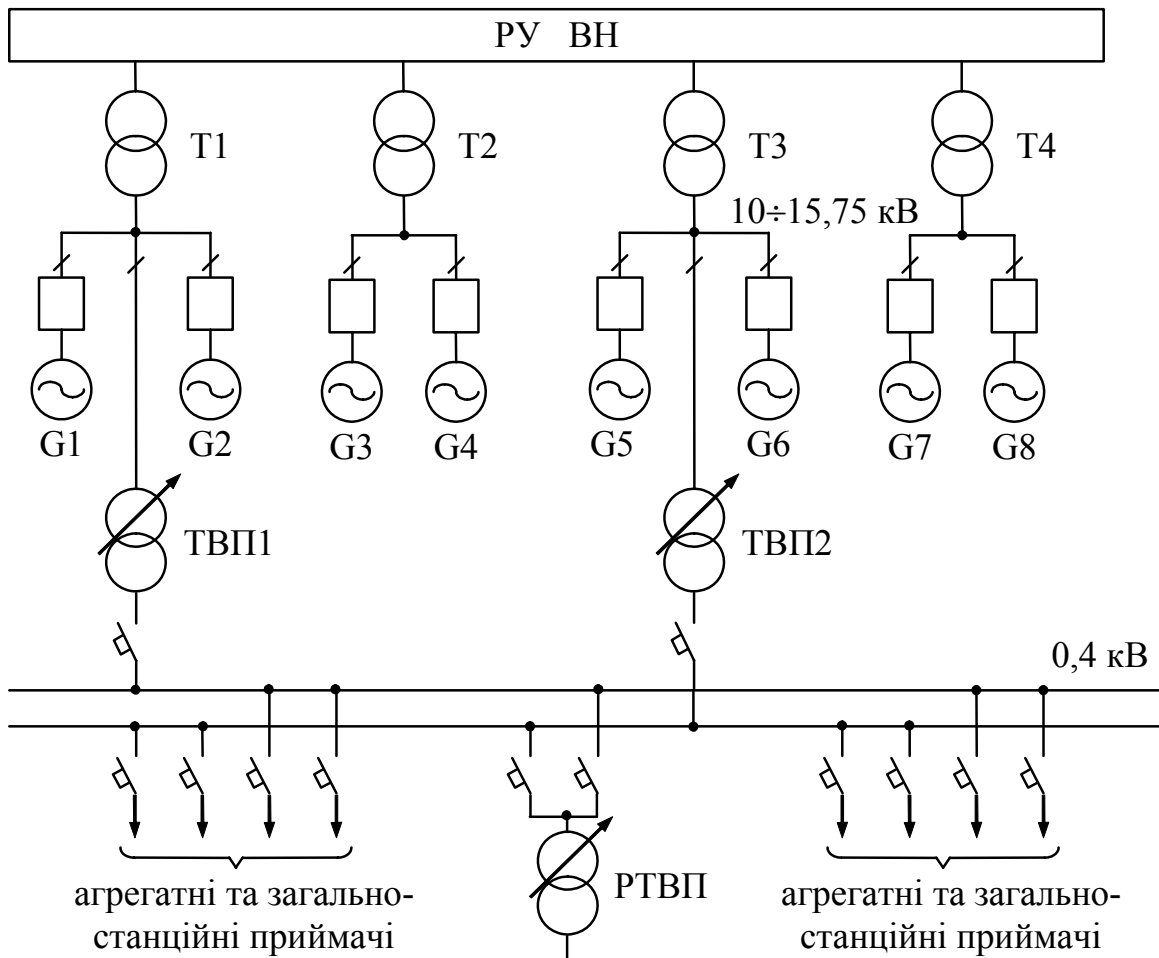 РУ ВН
Т1
Т2
Т3
Т4
10÷15,75 кВ
G1
G2
G3
G4
G5
G6
G7
G8
ТВП1
ТВП2
0,4 кВ
РТВП
агрегатні та загально-
станційні приймачі
агрегатні та загально-
станційні приймачі